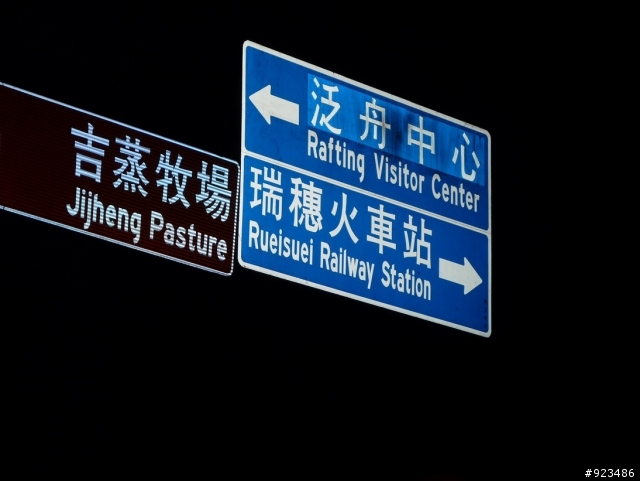 吉蒸牧場
Jijheng Pasture
泛舟中心
Rafting Visitor Center
瑞穗火車站
Rueisuei Railway Station
#923486